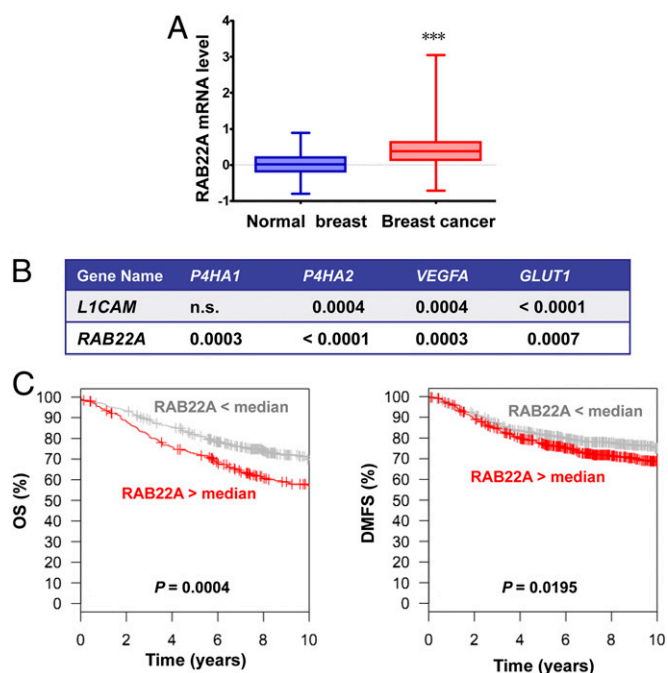 A
***
RAB22A mRNA level
4
3
2
1
0
-1
Normal breast Breast cancer
B
Gene Name P4HA1 P4HA2 VEGFA GLUT1
L1CAM n.s. 0.0004 0.0004 < 0.0001
RAB22A 0.0003 < 0.0001 0.0003 0.0007
C
OS (%)
100
90
80
70
60
50
40
30
20
10
0
RAB22A < median
RAB22A > median
P = 0.0004
0 2 4 6 8 10
Time (years)
DMFS (%)
100
90
80
70
60
50
40
30
20
10
0
RAB22A < median
RAB22A > median
P = 0.0195
0 2 4 6 8 10
Time (years)